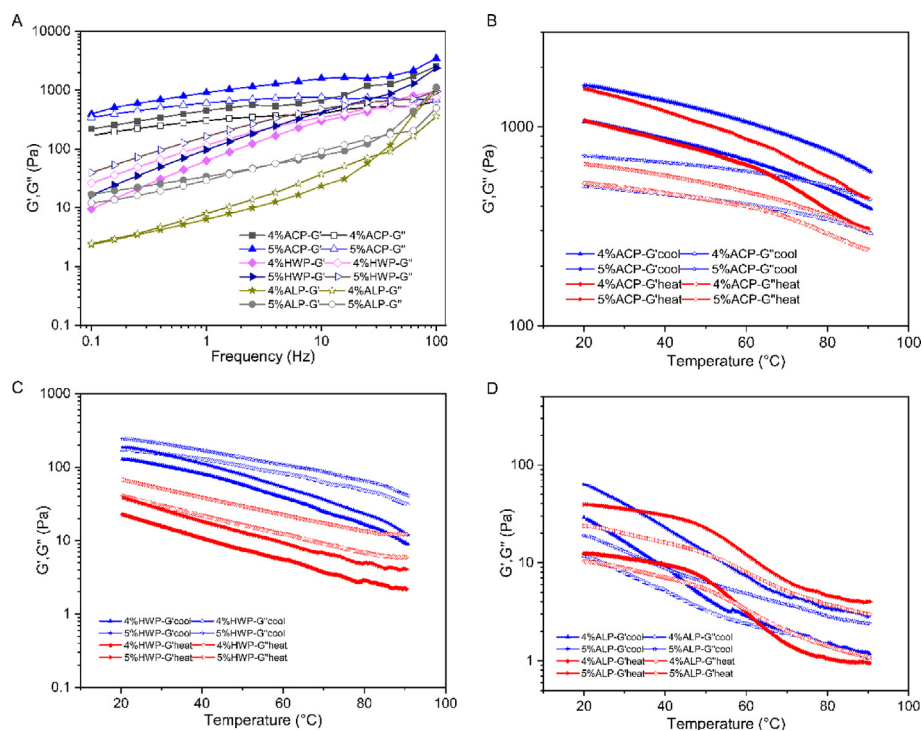 A
10000
1000
100
10
1
0.1
G',G'' (Pa)
0.1
1
10
100
Frequency (Hz)
4%ACP-G' 4%ACP-G''
5%ACP-G' 5%ACP-G''
4%HWP-G' 4%HWP-G''
5%HWP-G' 5%HWP-G''
4%ALP-G' 4%ALP-G''
5%ALP-G' 5%ALP-G''
B
1000
100
G',G'' (Pa)
20
40
60
80
100
Temperature (°C)
4%ACP-G'cool 4%ACP-G''cool
5%ACP-G'cool 5%ACP-G''cool
4%ACP-G'heat 4%ACP-G''heat
5%ACP-G'heat 5%ACP-G''heat
C
1000
100
10
1
0.1
G',G'' (Pa)
20
40
60
80
100
Temperature (°C)
4%HWP-G'cool 4%HWP-G''cool
5%HWP-G'cool 5%HWP-G''cool
4%HWP-G'heat 4%HWP-G''heat
5%HWP-G'heat 5%HWP-G''heat
D
100
10
1
G',G'' (Pa)
20
40
60
80
100
Temperature (°C)
4%ALP-G'cool 4%ALP-G''cool
5%ALP-G'cool 5%ALP-G''cool
4%ALP-G'heat 4%ALP-G''heat
5%ALP-G'heat 5%ALP-G''heat